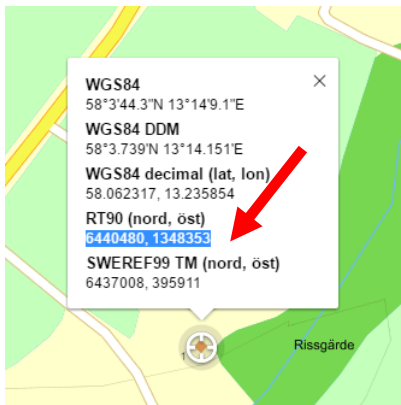 WGS84
58°3'44.3"N 13°14'9.1"E
WGS84 DDM
58°3.739'N 13°14.151'E
WGS84 decimal (lat, lon)
58.062317, 13.235854
RT90 (nord, öst)
6440480, 1348353
SWEREF99 TM (nord, öst)
6437008, 395911
Rissgärde
1